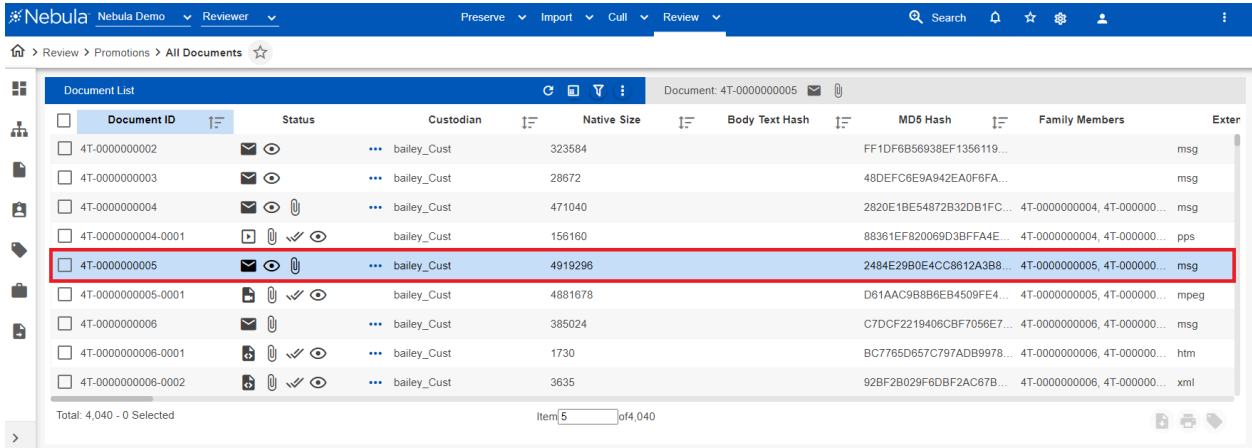 Nebula Nebula Demo Reviewer Preserve Import Cull Review Search
Review > Promotions > All Documents
Document List Document: 4T-0000000005
Document ID Status Custodian Native Size Body Text Hash MD5 Hash Family Members Exten
4T-0000000002 ••• bailey_Cust 323584 FF1DF6B56938EF1356119... msg
4T-0000000003 ••• bailey_Cust 28672 48DEFC6E9A942EA0F6FA... msg
4T-0000000004 ••• bailey_Cust 471040 2820E1BE54872B32DB1FC... 4T-0000000004, 4T-000000... msg
4T-0000000004-0001 bailey_Cust 156160 88361EF820069D3BFFA4E... 4T-0000000004, 4T-000000... pps
4T-0000000005 ••• bailey_Cust 4919296 2484E29B0E4CC8612A3B8... 4T-0000000005, 4T-000000... msg
4T-0000000005-0001 bailey_Cust 4881678 D61AAC9B8B6EB4509FE4... 4T-0000000005, 4T-000000... mpeg
4T-0000000006 ••• bailey_Cust 385024 C7DCF2219406CBF7056E7... 4T-0000000006, 4T-000000... msg
4T-0000000006-0001 ••• bailey_Cust 1730 BC7765D657C797ADB9978... 4T-0000000006, 4T-000000... htm
4T-0000000006-0002 ••• bailey_Cust 3635 92BF2B029F6DBF2AC67B... 4T-0000000006, 4T-000000... xml
Total: 4,040 - 0 Selected Item 5 of4,040